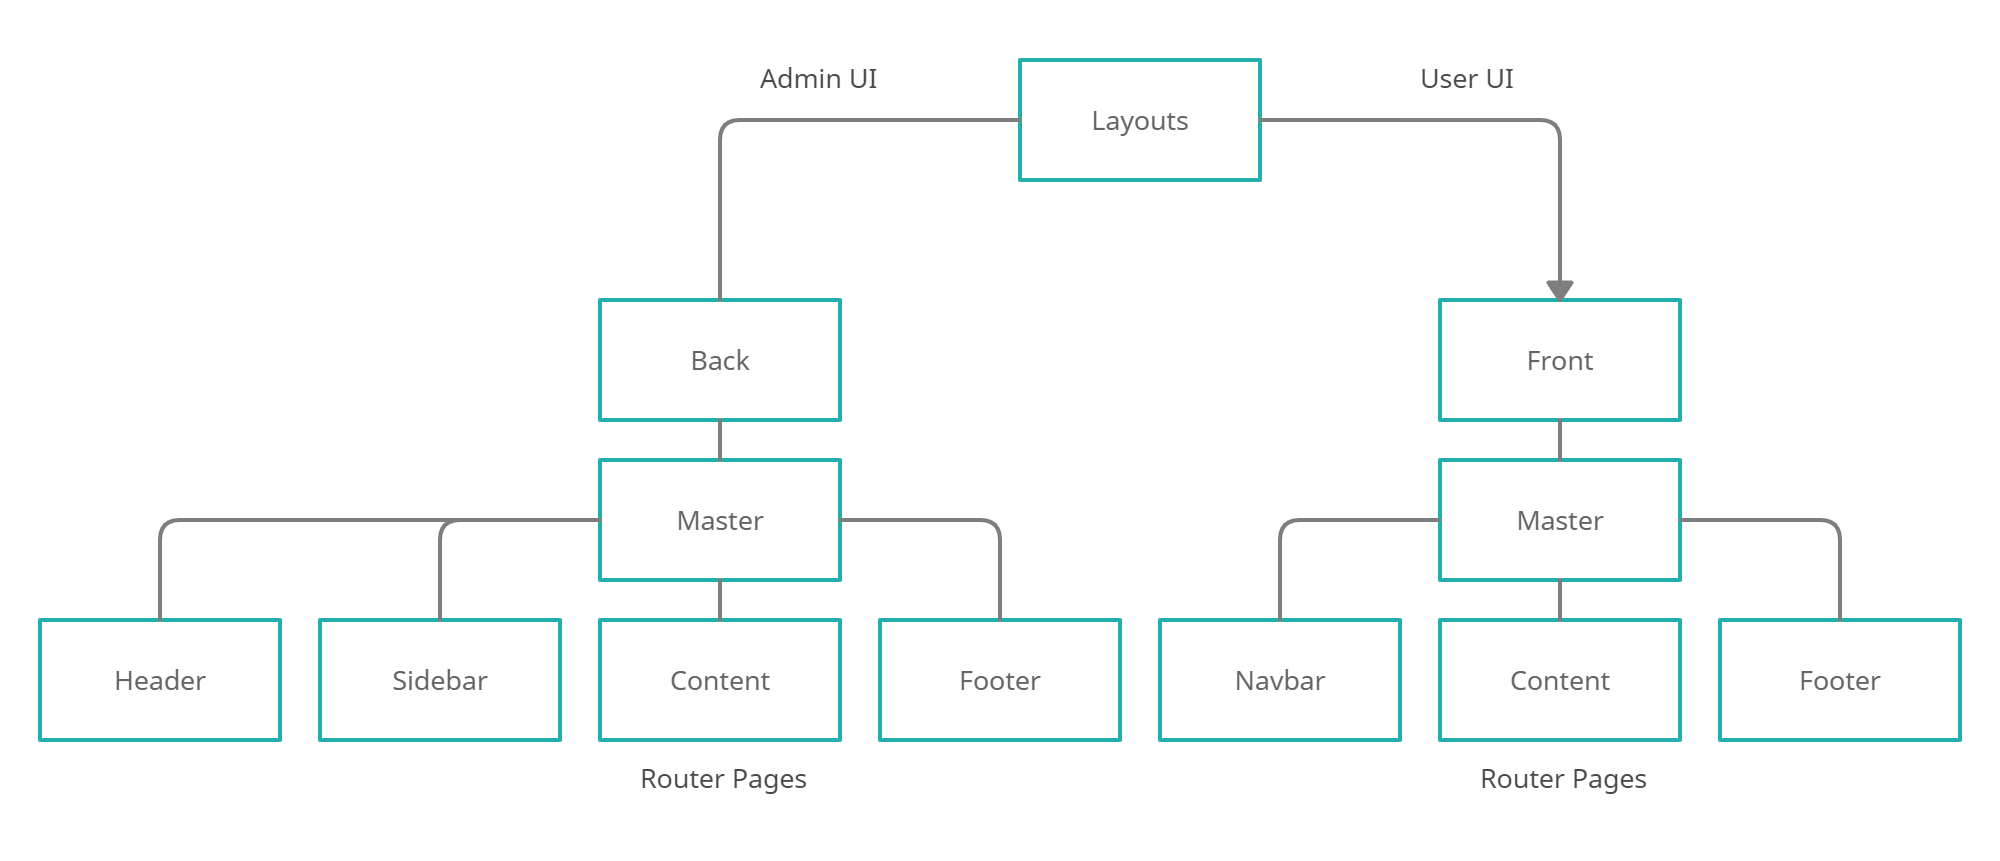 Admin UI
User UI
Layouts
Back
Front
Master
Master
Header
Sidebar
Content
Footer
Navbar
Content
Footer
Router Pages
Router Pages